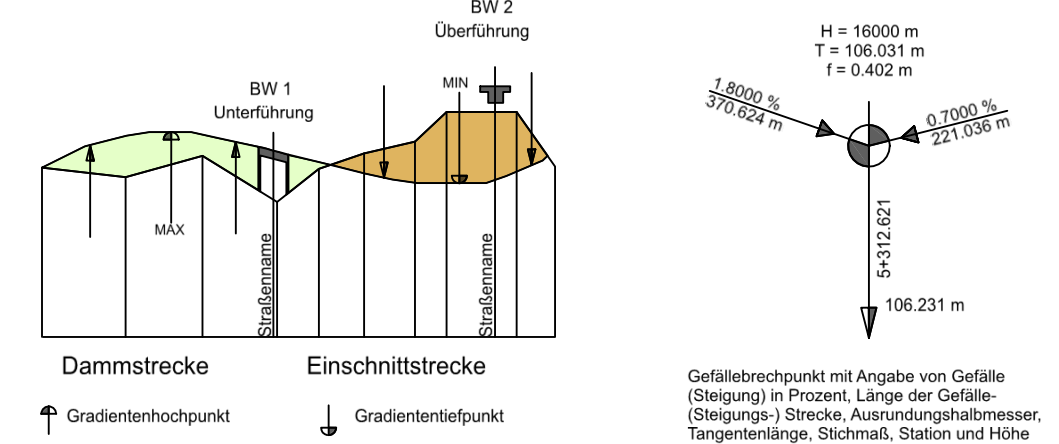 BW 2
Überführung
BW 1
Unterführung
MIN
MAX
Straßenname
Straßenname
Dammstrecke
Einschnittstrecke
Gradientenhochpunkt
Gradiententiefpunkt
H = 16000 m
T = 106.031 m
f = 0.402 m
1.8000 %
370.624 m
0.7000 %
221.036 m
5+312.621
106.231 m
Gefällebrechpunkt mit Angabe von Gefälle
(Steigung) in Prozent, Länge der Gefälle-
(Steigungs-) Strecke, Ausrundungshalbmesser,
Tangentenlänge, Stichmaß, Station und Höhe